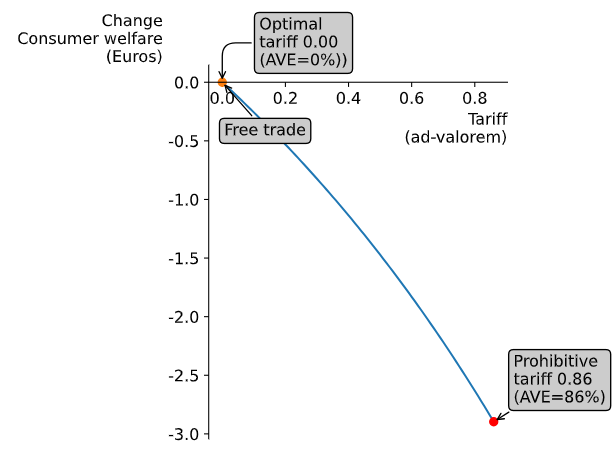 Change
Consumer welfare
(Euros)
Optimal
tariff 0.00
(AVE=0%))
0.0
0.0
0.2
0.4
0.6
0.8
Tariff
(ad-valorem)
Free trade
-0.5
-1.0
-1.5
-2.0
-2.5
-3.0
Prohibitive
tariff 0.86
(AVE=86%)